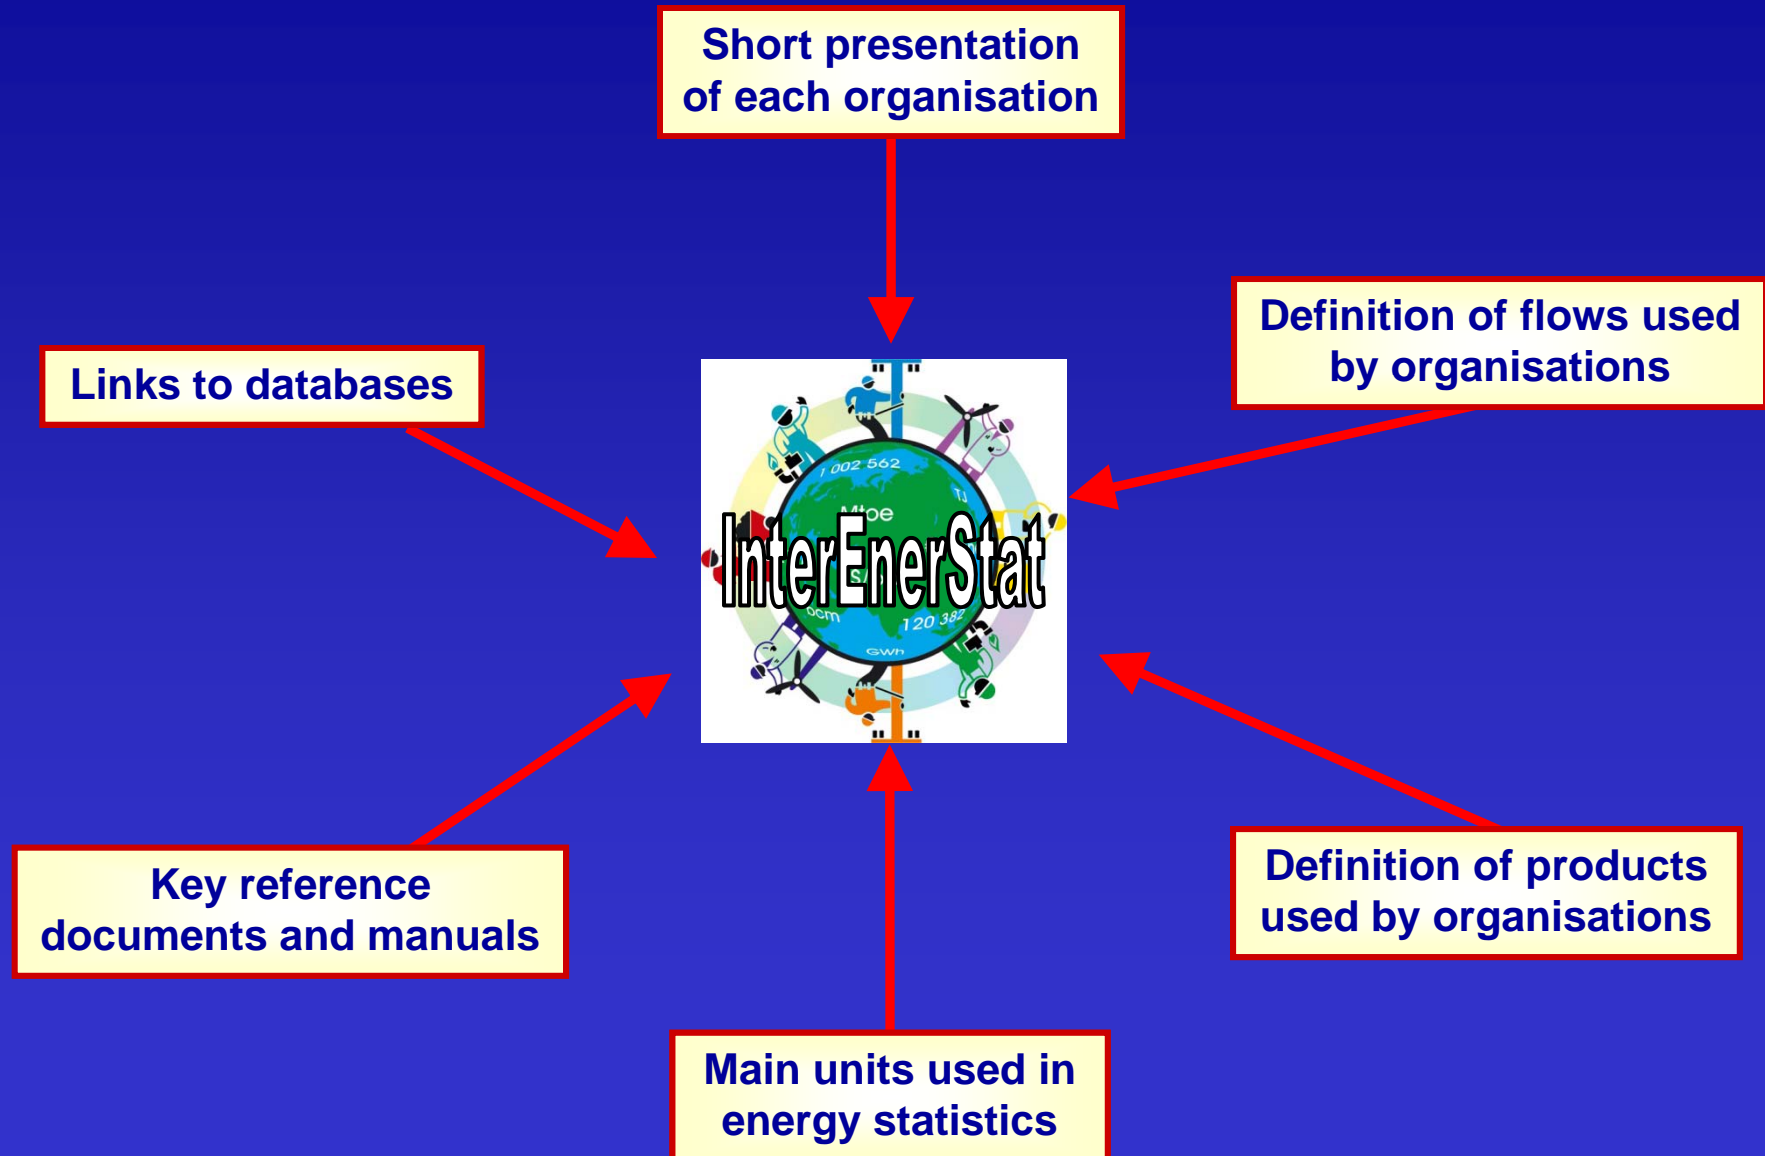 Short presentation
of each organisation
Definition of flows used
by organisations
Links to databases
1 002 562
TJ
Mtoe
InterEnerStat
bcm
120 382
GWh
Key reference
documents and manuals
Definition of products
used by organisations
Main units used in
energy statistics